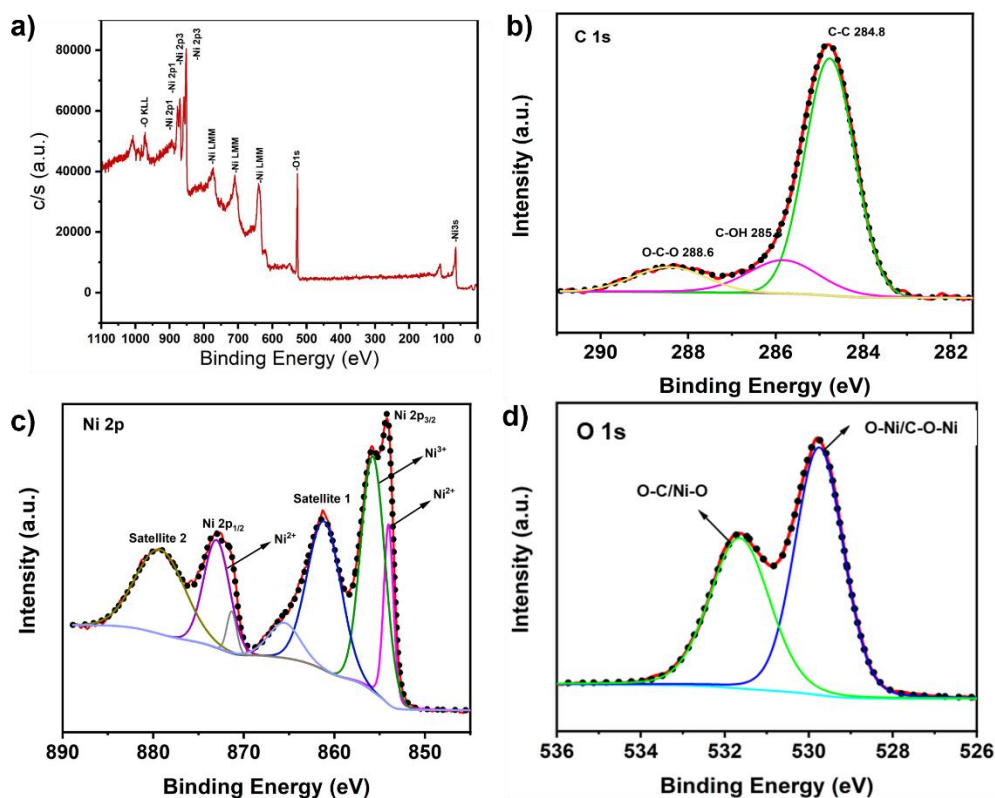 a)
c/s (a.u.)
80000
60000
40000
20000
0
-O KLL
-Ni 2p1
-Ni 2p1
-Ni 2p3
-Ni 2p3
-Ni LMM
-Ni LMM
-Ni LMM
-O1s
-Ni3s
1100 1000 900 800 700 600 500 400 300 200 100 0
Binding Energy (eV)
b)
C 1s
C-C 284.8
C-OH 285.
O-C-O 288.6
Intensity (a.u.)
290 288 286 284 282
Binding Energy (eV)
c)
Ni 2p
Ni 2p3/2
Ni3+
Ni2+
Satellite 1
Ni 2p1/2
Ni2+
Satellite 2
Intensity (a.u.)
890 880 870 860 850
Binding Energy (eV)
d)
O 1s
O-Ni/C-O-Ni
O-C/Ni-O
Intensity (a.u.)
536 534 532 530 528 526
Binding Energy (eV)